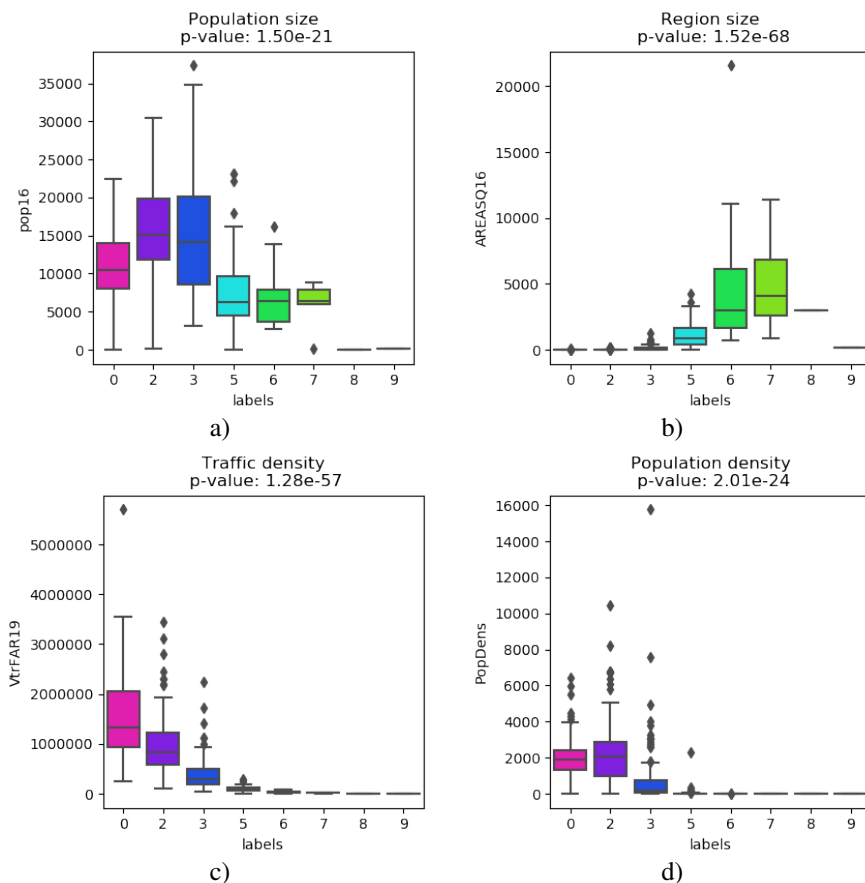 Population size
p-value: 1.50e-21
35000
30000
25000
20000
15000
10000
5000
0
pop16
0 2 3 5 6 7 8 9
labels
a)
Region size
p-value: 1.52e-68
20000
15000
10000
5000
0
AREASQ16
0 2 3 5 6 7 8 9
labels
b)
Traffic density
p-value: 1.28e-57
5000000
4000000
3000000
2000000
1000000
0
VtrFAR19
0 2 3 5 6 7 8 9
labels
c)
Population density
p-value: 2.01e-24
16000
14000
12000
10000
8000
6000
4000
2000
0
PopDens
0 2 3 5 6 7 8 9
labels
d)